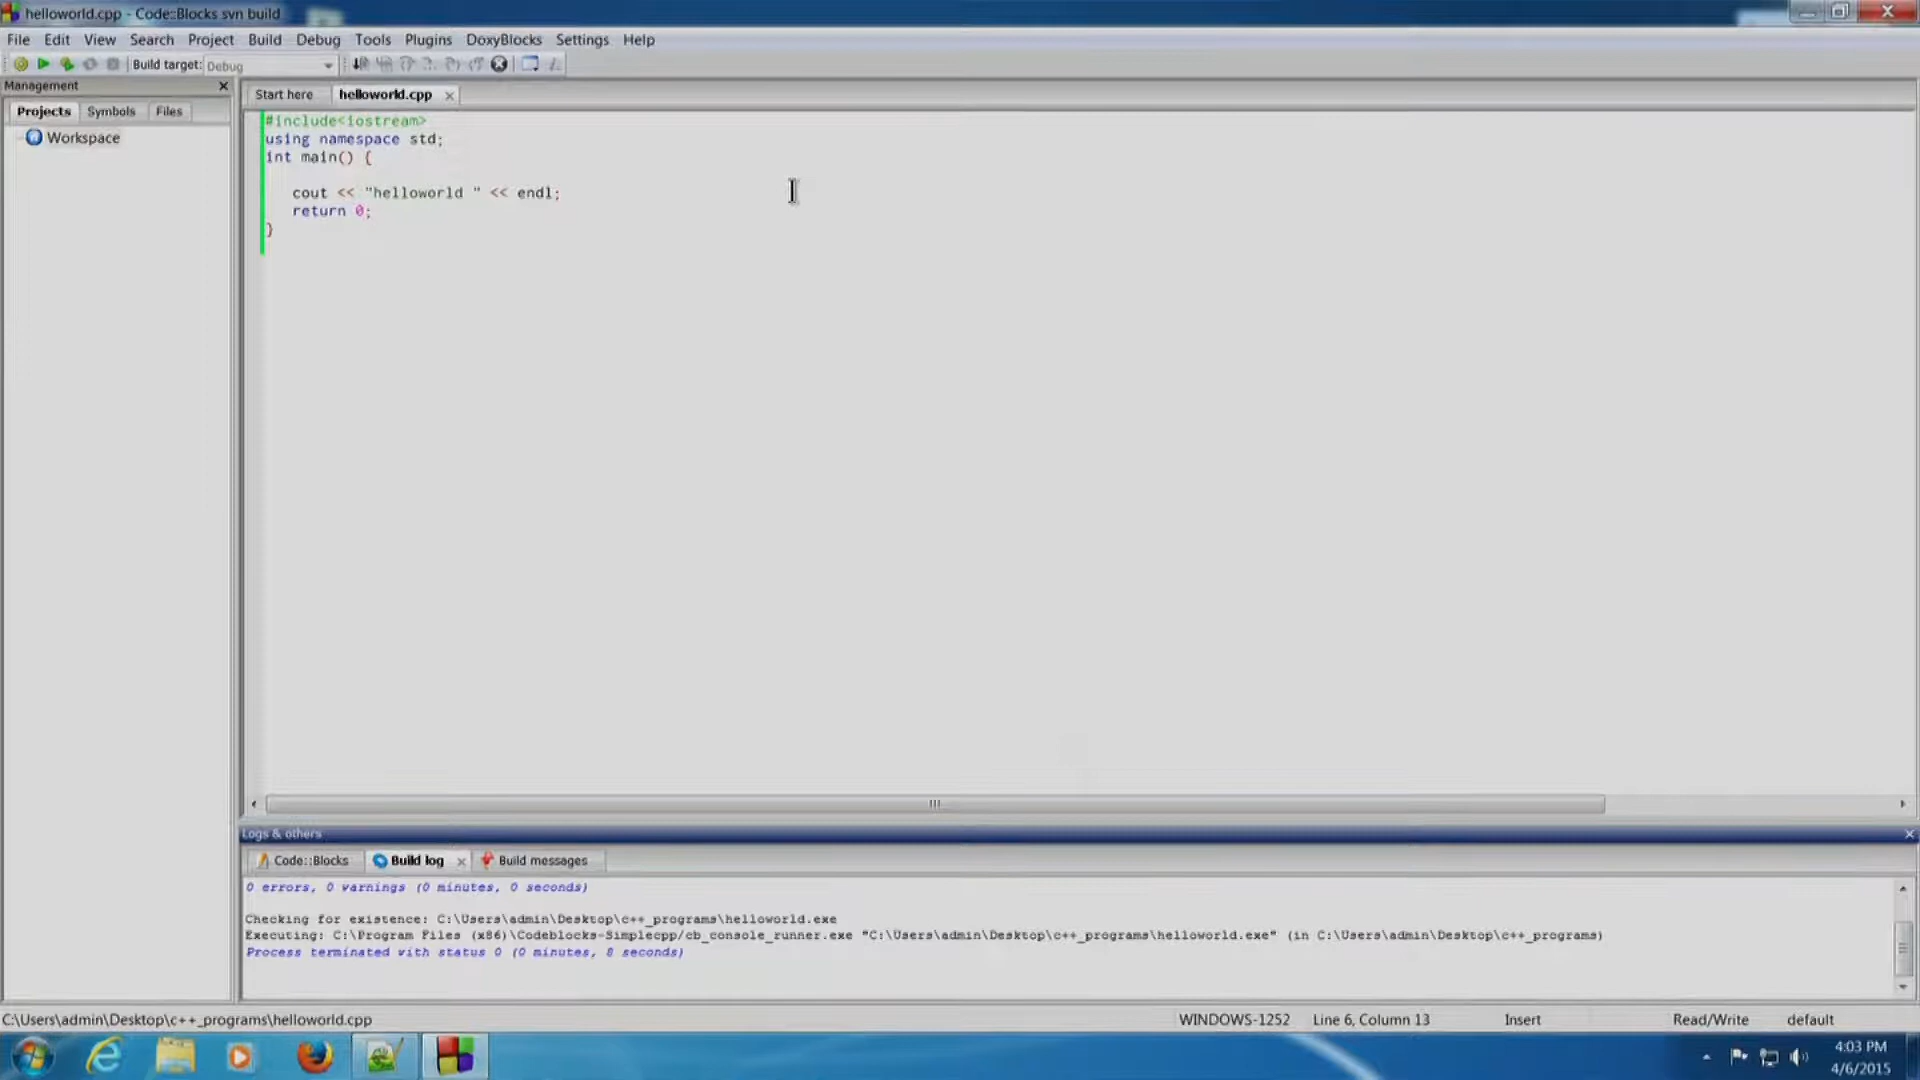 helloworld.cpp - Code::Blocks svn build
File Edit View Search Project Build Debug Tools Plugins DoxyBlocks Settings Help
Build target: Debug
Management
Start here helloworld.cpp
Projects Symbols Files
Workspace
#include<iostream>
using namespace std;
int main() {
cout << "helloworld " << endl;
return 0;
}
Logs & others
Code::Blocks Build log Build messages
0 errors, 0 warnings (0 minutes, 0 seconds)
Checking for existence: C:\Users\admin\Desktop\c++_programs\helloworld.exe
Executing: C:\Program Files (x86)\Codeblocks-Simplecpp/cb_console_runner.exe "C:\Users\admin\Desktop\c++_programs\helloworld.exe" (in C:\Users\admin\Desktop\c++_programs)
Process terminated with status 0 (0 minutes, 8 seconds)
C:\Users\admin\Desktop\c++_programs\helloworld.cpp WINDOWS-1252 Line 6, Column 13 Insert Read/Write default
4:03 PM
4/6/2015